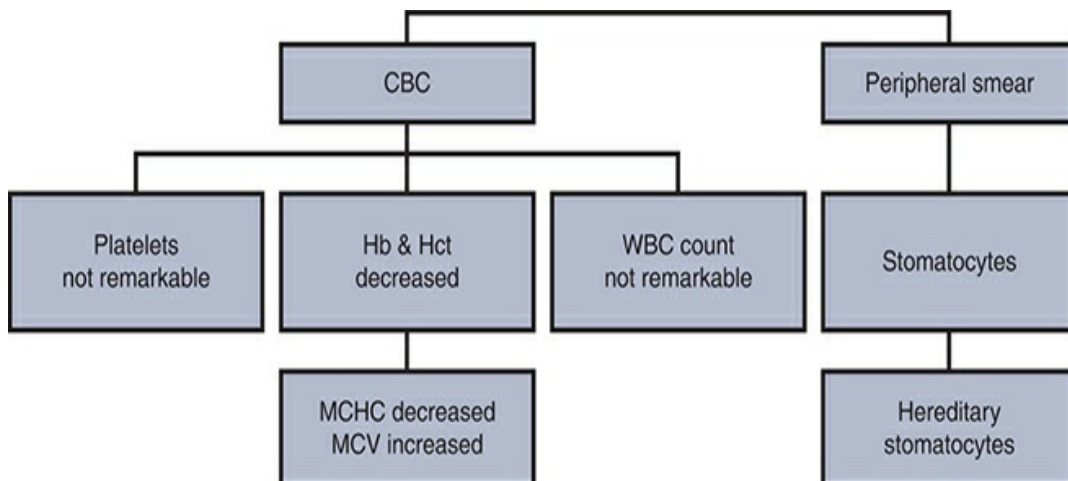 CBC
Peripheral smear
Platelets
not remarkable
Hb & Hct
decreased
WBC count
not remarkable
Stomatocytes
MCHC decreased
MCV increased
Hereditary
stomatocytes